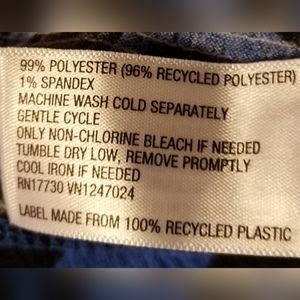 99% POLYESTER (96% RECYCLED POLYESTER)
1% SPANDEX
MACHINE WASH COLD SEPARATELY
GENTLE CYCLE
ONLY NON-CHLORINE BLEACH IF NEEDED
TUMBLE DRY LOW, REMOVE PROMPTLY
COOL IRON IF NEEDED
RN17730 VN1247024
LABEL MADE FROM 100% RECYCLED PLASTIC